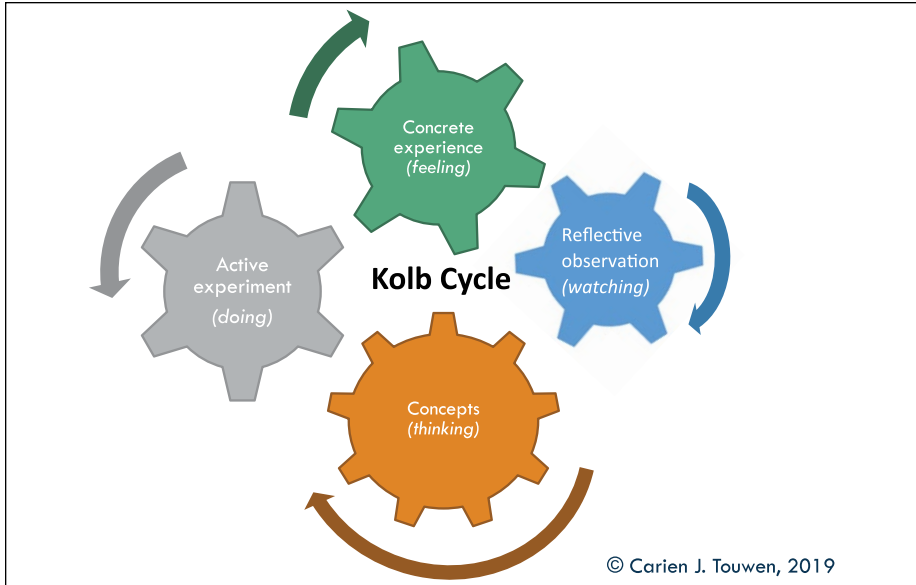 Concrete
experience
(feeling)
Reflective
observation
(watching)
Active
experiment
(doing)
Kolb Cycle
Concepts
(thinking)
© Carien J. Touwen, 2019